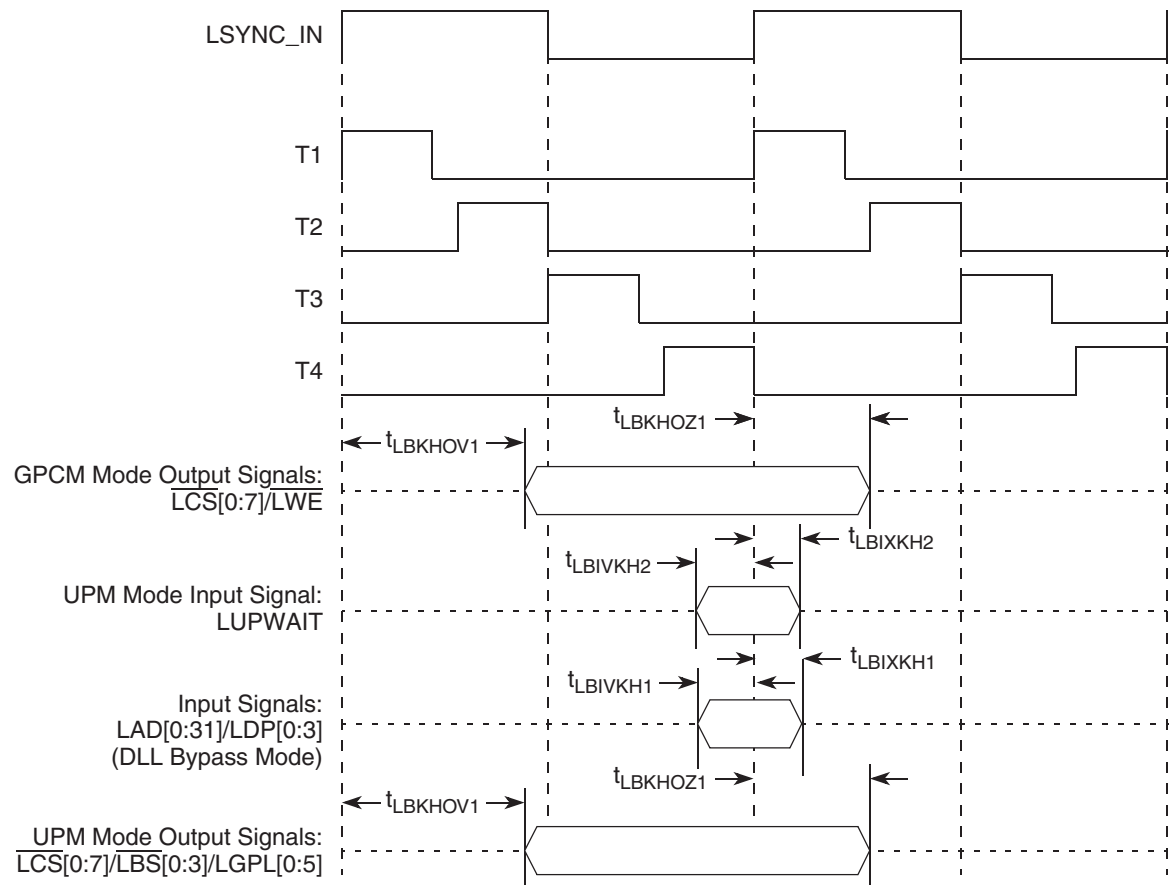 LSYNC_IN
T1
T2
T3
T4
tLBKHOZ1
tLBKHOV1
GPCM Mode Output Signals:
LCS[0:7]/LWE
tLBIXKH2
tLBIVKH2
UPM Mode Input Signal:
LUPWAIT
tLBIXKH1
tLBIVKH1
Input Signals:
LAD[0:31]/LDP[0:3]
(DLL Bypass Mode)
tLBKHOZ1
tLBKHOV1
UPM Mode Output Signals:
LCS[0:7]/LBS[0:3]/LGPL[0:5]